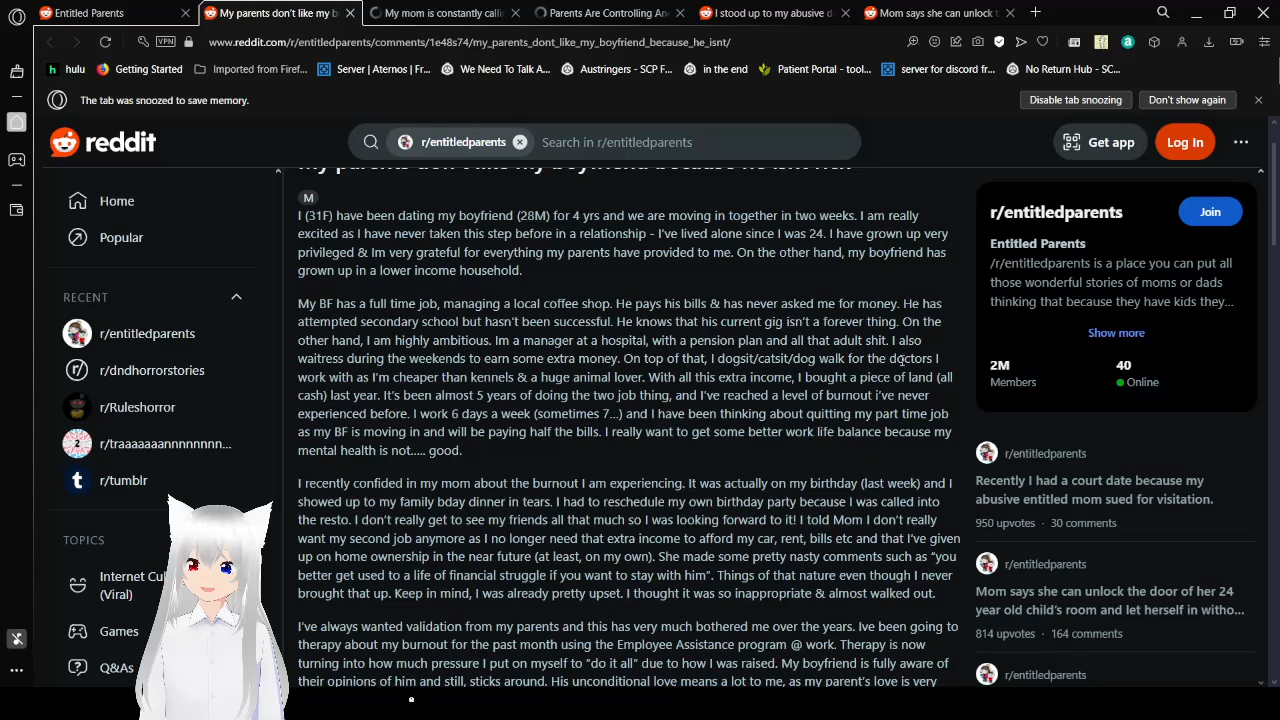 Entitled Parents
My parents don't like my b
My mom is constantly calli
Parents Are Controlling An
I stood up to my abusive d
Mom says she can unlock t
VPN
www.reddit.com/r/entitledparents/comments/1e48s74/my_parents_dont_like_my_boyfriend_because_he_isnt/
hulu
Getting Started
Imported from Firef...
Server | Aternos | Fr...
We Need To Talk A...
Austringers - SCP F...
in the end
Patient Portal - tool...
server for discord fr...
No Return Hub - SC...
The tab was snoozed to save memory.
Disable tab snoozing
Don't show again
reddit
r/entitledparents
Search in r/entitledparents
Get app
Log In
Home
Popular
RECENT
r/entitledparents
r/dndhorrorstories
r/Ruleshorror
r/traaaaaaannnnnnnn...
r/tumblr
TOPICS
Internet Cu
(Viral)
Games
Q&As
My parents don't like my boyfriend because he isnt rich
M
I (31F) have been dating my boyfriend (28M) for 4 yrs and we are moving in together in two weeks. I am really
excited as I have never taken this step before in a relationship - I've lived alone since I was 24. I have grown up very
privileged & Im very grateful for everything my parents have provided to me. On the other hand, my boyfriend has
grown up in a lower income household.
My BF has a full time job, managing a local coffee shop. He pays his bills & has never asked me for money. He has
attempted secondary school but hasn't been successful. He knows that his current gig isn't a forever thing. On the
other hand, I am highly ambitious. Im a manager at a hospital, with a pension plan and all that adult shit. I also
waitress during the weekends to earn some extra money. On top of that, I dogsit/catsit/dog walk for the doctors I
work with as I'm cheaper than kennels & a huge animal lover. With all this extra income, I bought a piece of land (all
cash) last year. It's been almost 5 years of doing the two job thing, and I've reached a level of burnout i've never
experienced before. I work 6 days a week (sometimes 7...) and I have been thinking about quitting my part time job
as my BF is moving in and will be paying half the bills. I really want to get some better work life balance because my
mental health is not..... good.
I recently confided in my mom about the burnout I am experiencing. It was actually on my birthday (last week) and I
showed up to my family bday dinner in tears. I had to reschedule my own birthday party because I was called into
the resto. I don't really get to see my friends all that much so I was looking forward to it! I told Mom I don't really
want my second job anymore as I no longer need that extra income to afford my car, rent, bills etc and that I've given
up on home ownership in the near future (at least, on my own). She made some pretty nasty comments such as "you
better get used to a life of financial struggle if you want to stay with him". Things of that nature even though I never
brought that up. Keep in mind, I was already pretty upset. I thought it was so inappropriate & almost walked out.
I've always wanted validation from my parents and this has very much bothered me over the years. Ive been going to
therapy about my burnout for the past month using the Employee Assistance program @ work. Therapy is now
turning into how much pressure I put on myself to "do it all" due to how I was raised. My boyfriend is fully aware of
their opinions of him and still, sticks around. His unconditional love means a lot to me, as my parent's love is very
r/entitledparents
Join
Entitled Parents
/r/entitledparents is a place you can put all
those wonderful stories of moms or dads
thinking that because they have kids they...
Show more
2M
Members
40
Online
r/entitledparents
Recently I had a court date because my
abusive entitled mom sued for visitation.
950 upvotes · 30 comments
r/entitledparents
Mom says she can unlock the door of her 24
year old child's room and let herself in witho...
814 upvotes · 164 comments
r/entitledparents